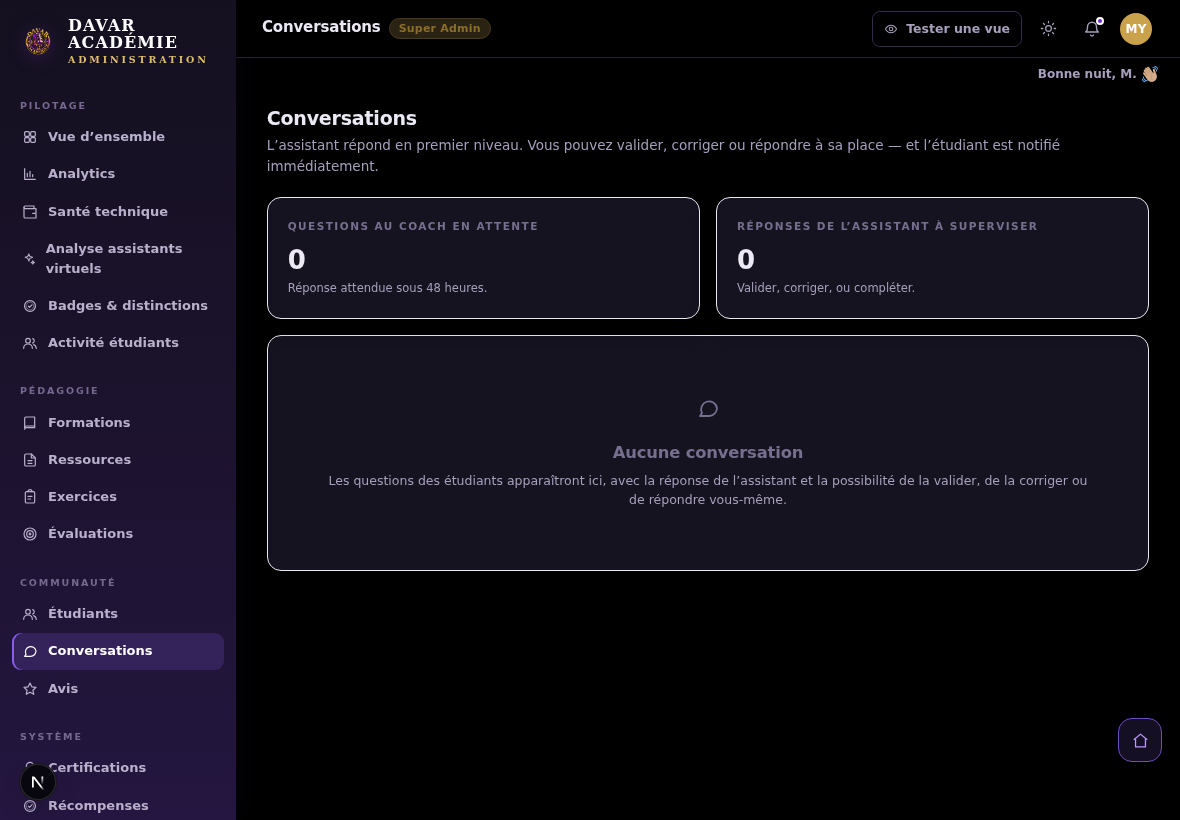 DAVAR
ACADÉMIE
ADMINISTRATION
PILOTAGE
Vue d’ensemble
Analytics
Santé technique
Analyse assistants
virtuels
Badges & distinctions
Activité étudiants
PÉDAGOGIE
Formations
Ressources
Exercices
Évaluations
COMMUNAUTÉ
Étudiants
Conversations
Avis
SYSTÈME
Certifications
Récompenses
N
Conversations
Super Admin
Tester une vue
MY
Bonne nuit, M. 👋🏽
Conversations
L’assistant répond en premier niveau. Vous pouvez valider, corriger ou répondre à sa place — et l’étudiant est notifié
immédiatement.
QUESTIONS AU COACH EN ATTENTE
0
Réponse attendue sous 48 heures.
RÉPONSES DE L’ASSISTANT À SUPERVISER
0
Valider, corriger, ou compléter.
Aucune conversation
Les questions des étudiants apparaîtront ici, avec la réponse de l’assistant et la possibilité de la valider, de la corriger ou
de répondre vous-même.